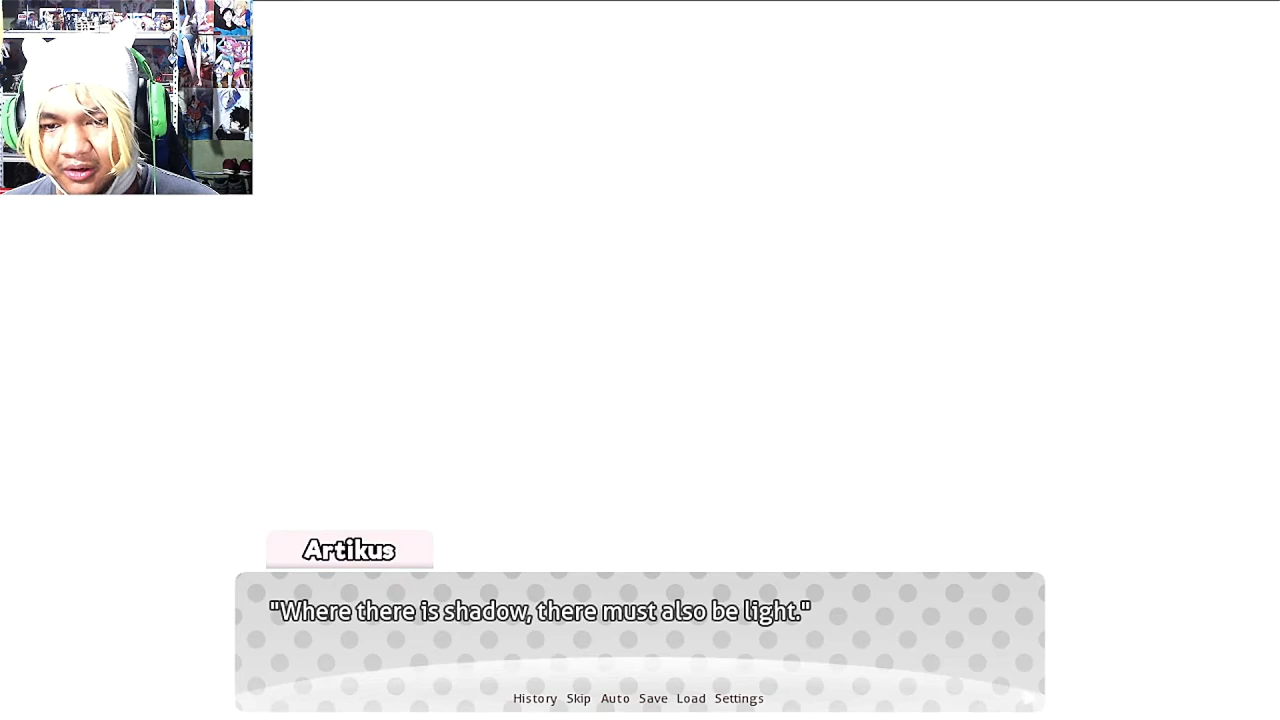 Artikus
"Where there is shadow, there must also be light."
History Skip Auto Save Load Settings